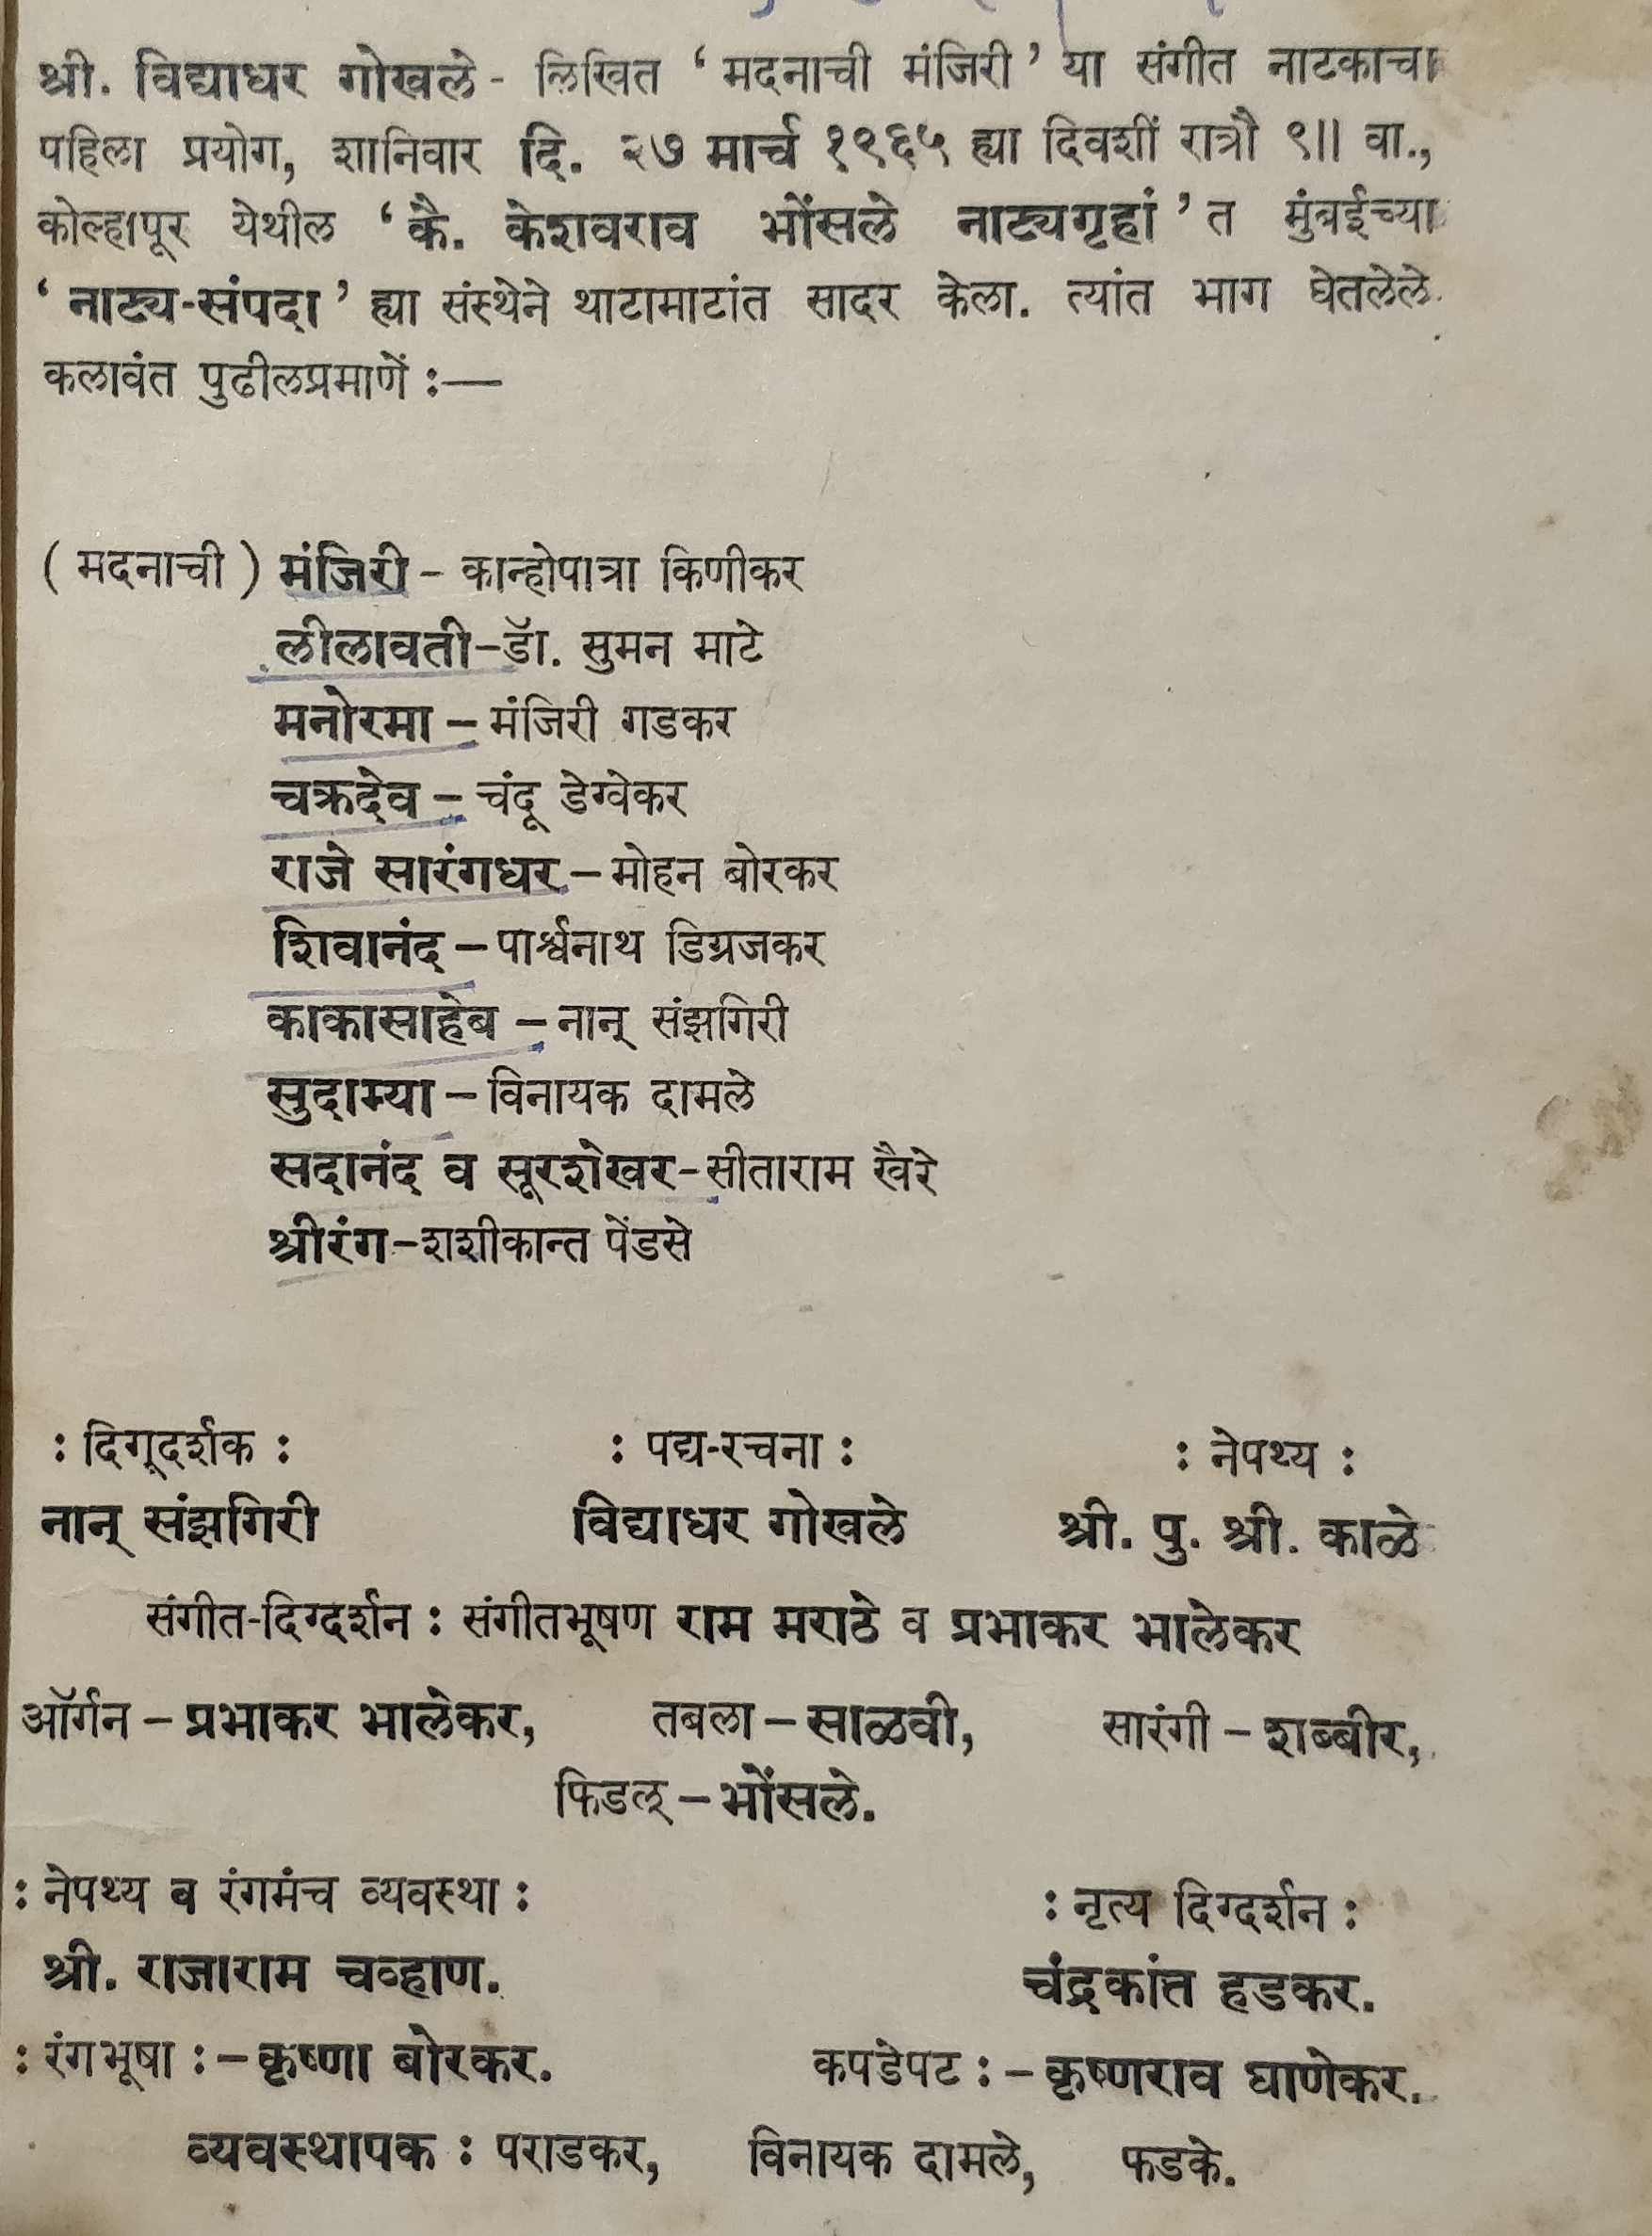 श्री. विद्याधर गोखले - लिखित ‘ मदनाची मंजिरी ’ या संगीत नाटकाचा
पहिला प्रयोग, शनिवार दि. २७ मार्च १९६५ ह्या दिवशीं रात्रौ ९॥ वा.,
कोल्हापूर येथील ‘ कै. केशवराव भोंसले नाट्यगृहां ’ त मुंबईच्या
‘ नाट्य-संपदा ’ ह्या संस्थेने थाटामाटांत सादर केला. त्यांत भाग घेतलेले
कलावंत पुढीलप्रमाणें :—
( मदनाची ) मंजिरी – कान्होपात्रा किणीकर
लीलावती–डॉ. सुमन माटे
मनोरमा – मंजिरी गडकर
चक्रदेव – चंदू डेग्वेकर
राजे सारंगधर – मोहन बोरकर
शिवानंद – पार्श्वनाथ डिग्रजकर
काकासाहेब – नानू संझगिरी
सुदाम्या – विनायक दामले
सदानंद व सूरशेखर–सीताराम खैरे
श्रीरंग–शशीकान्त पेंडसे
: दिग्दर्शक : : पद्य-रचना : : नेपथ्य :
नानू संझगिरी विद्याधर गोखले श्री. पु. श्री. काळे
संगीत-दिग्दर्शन : संगीतभूषण राम मराठे व प्रभाकर भालेकर
ऑर्गन – प्रभाकर भालेकर, तबला – साळवी, सारंगी – शब्बीर,
फिडल् – भोंसले.
: नेपथ्य व रंगमंच व्यवस्था : : नृत्य दिग्दर्शन :
श्री. राजाराम चव्हाण. चंद्रकांत हडकर.
: रंगभूषा : – कृष्णा बोरकर. कपडेपट : – कृष्णराव घाणेकर.
व्यवस्थापक : पराडकर, विनायक दामले, फडके.